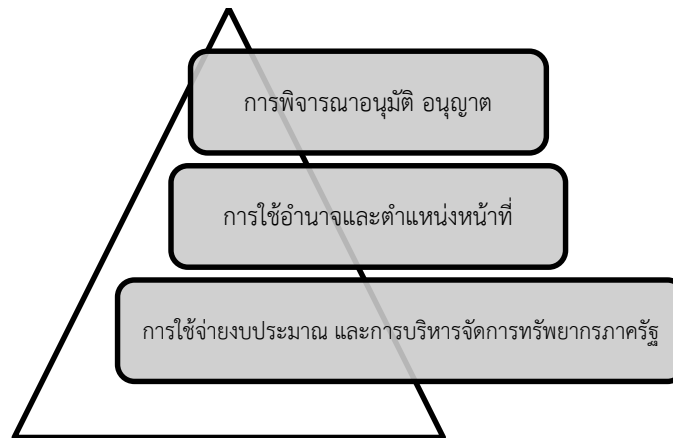 การพิจารณาอนุมัติ อนุญาต
การใช้อำนาจและตำแหน่งหน้าที่
การใช้จ่ายงบประมาณ และการบริหารจัดการทรัพยากรภาครัฐ